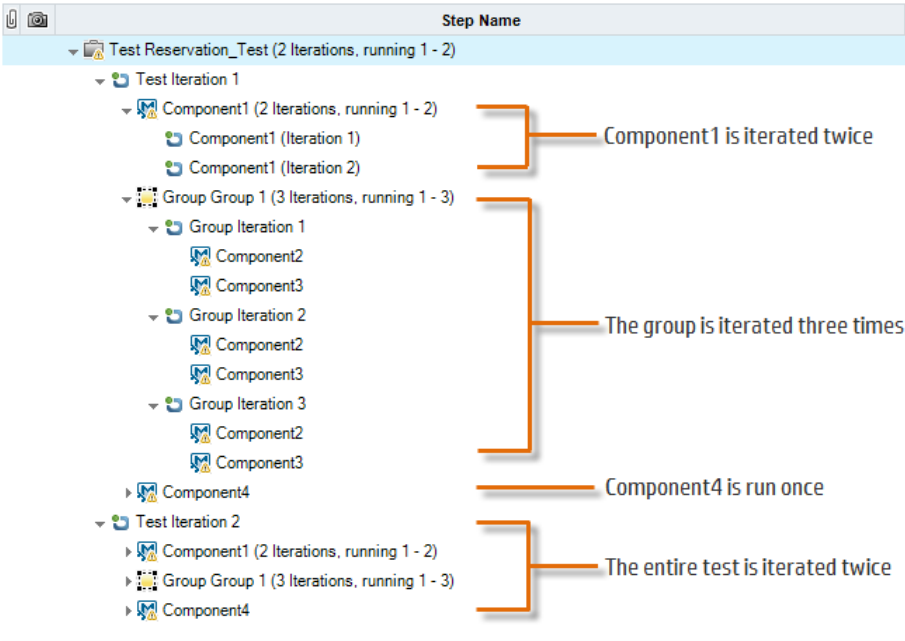 Step Name
Test Reservation_Test (2 Iterations, running 1 - 2)
Test Iteration 1
Component1 (2 Iterations, running 1 - 2)
Component1 is iterated twice
Component1 (Iteration 1)
Component1 (Iteration 2)
Group Group 1 (3 Iterations, running 1 - 3)
Group Iteration 1
Component2
Component3
Group Iteration 2
The group is iterated three times
Component2
Component3
Group Iteration 3
Component2
Component3
Component4
Component4 is run once
Test Iteration 2
Component1 (2 Iterations, running 1 - 2)
The entire test is iterated twice
Group Group 1 (3 Iterations, running 1 - 3)
Component4